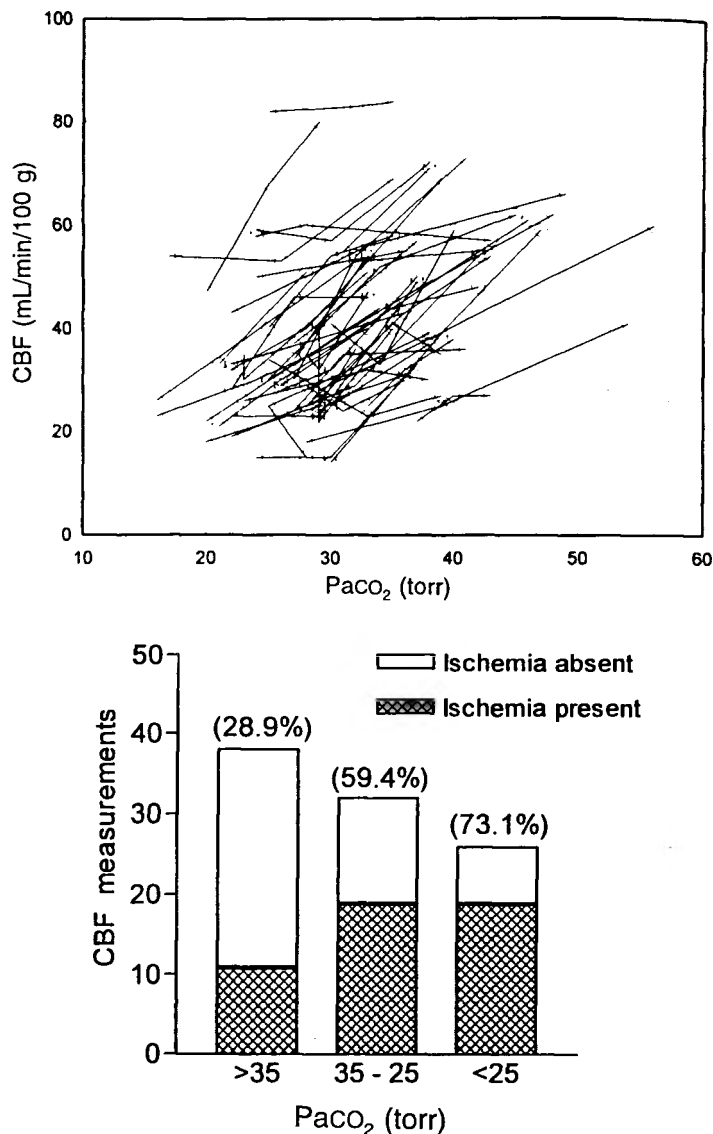 CBF (mL/min/100 g)
100
80
60
40
20
0
10 20 30 40 50 60
PaCO₂ (torr)
CBF measurements
50
40
30
20
10
0
Ischemia absent
Ischemia present
(28.9%)
(59.4%)
(73.1%)
>35 35 - 25 <25
PaCO₂ (torr)